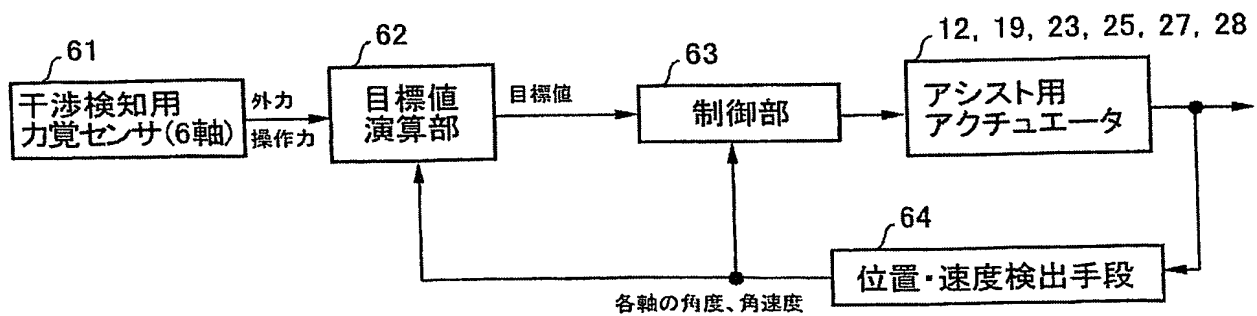 61
干渉検知用
力覚センサ(6軸)
外力
操作力
62
目標値
演算部
目標値
63
制御部
12, 19, 23, 25, 27, 28
アシスト用
アクチュエータ
64
位置・速度検出手段
各軸の角度、角速度